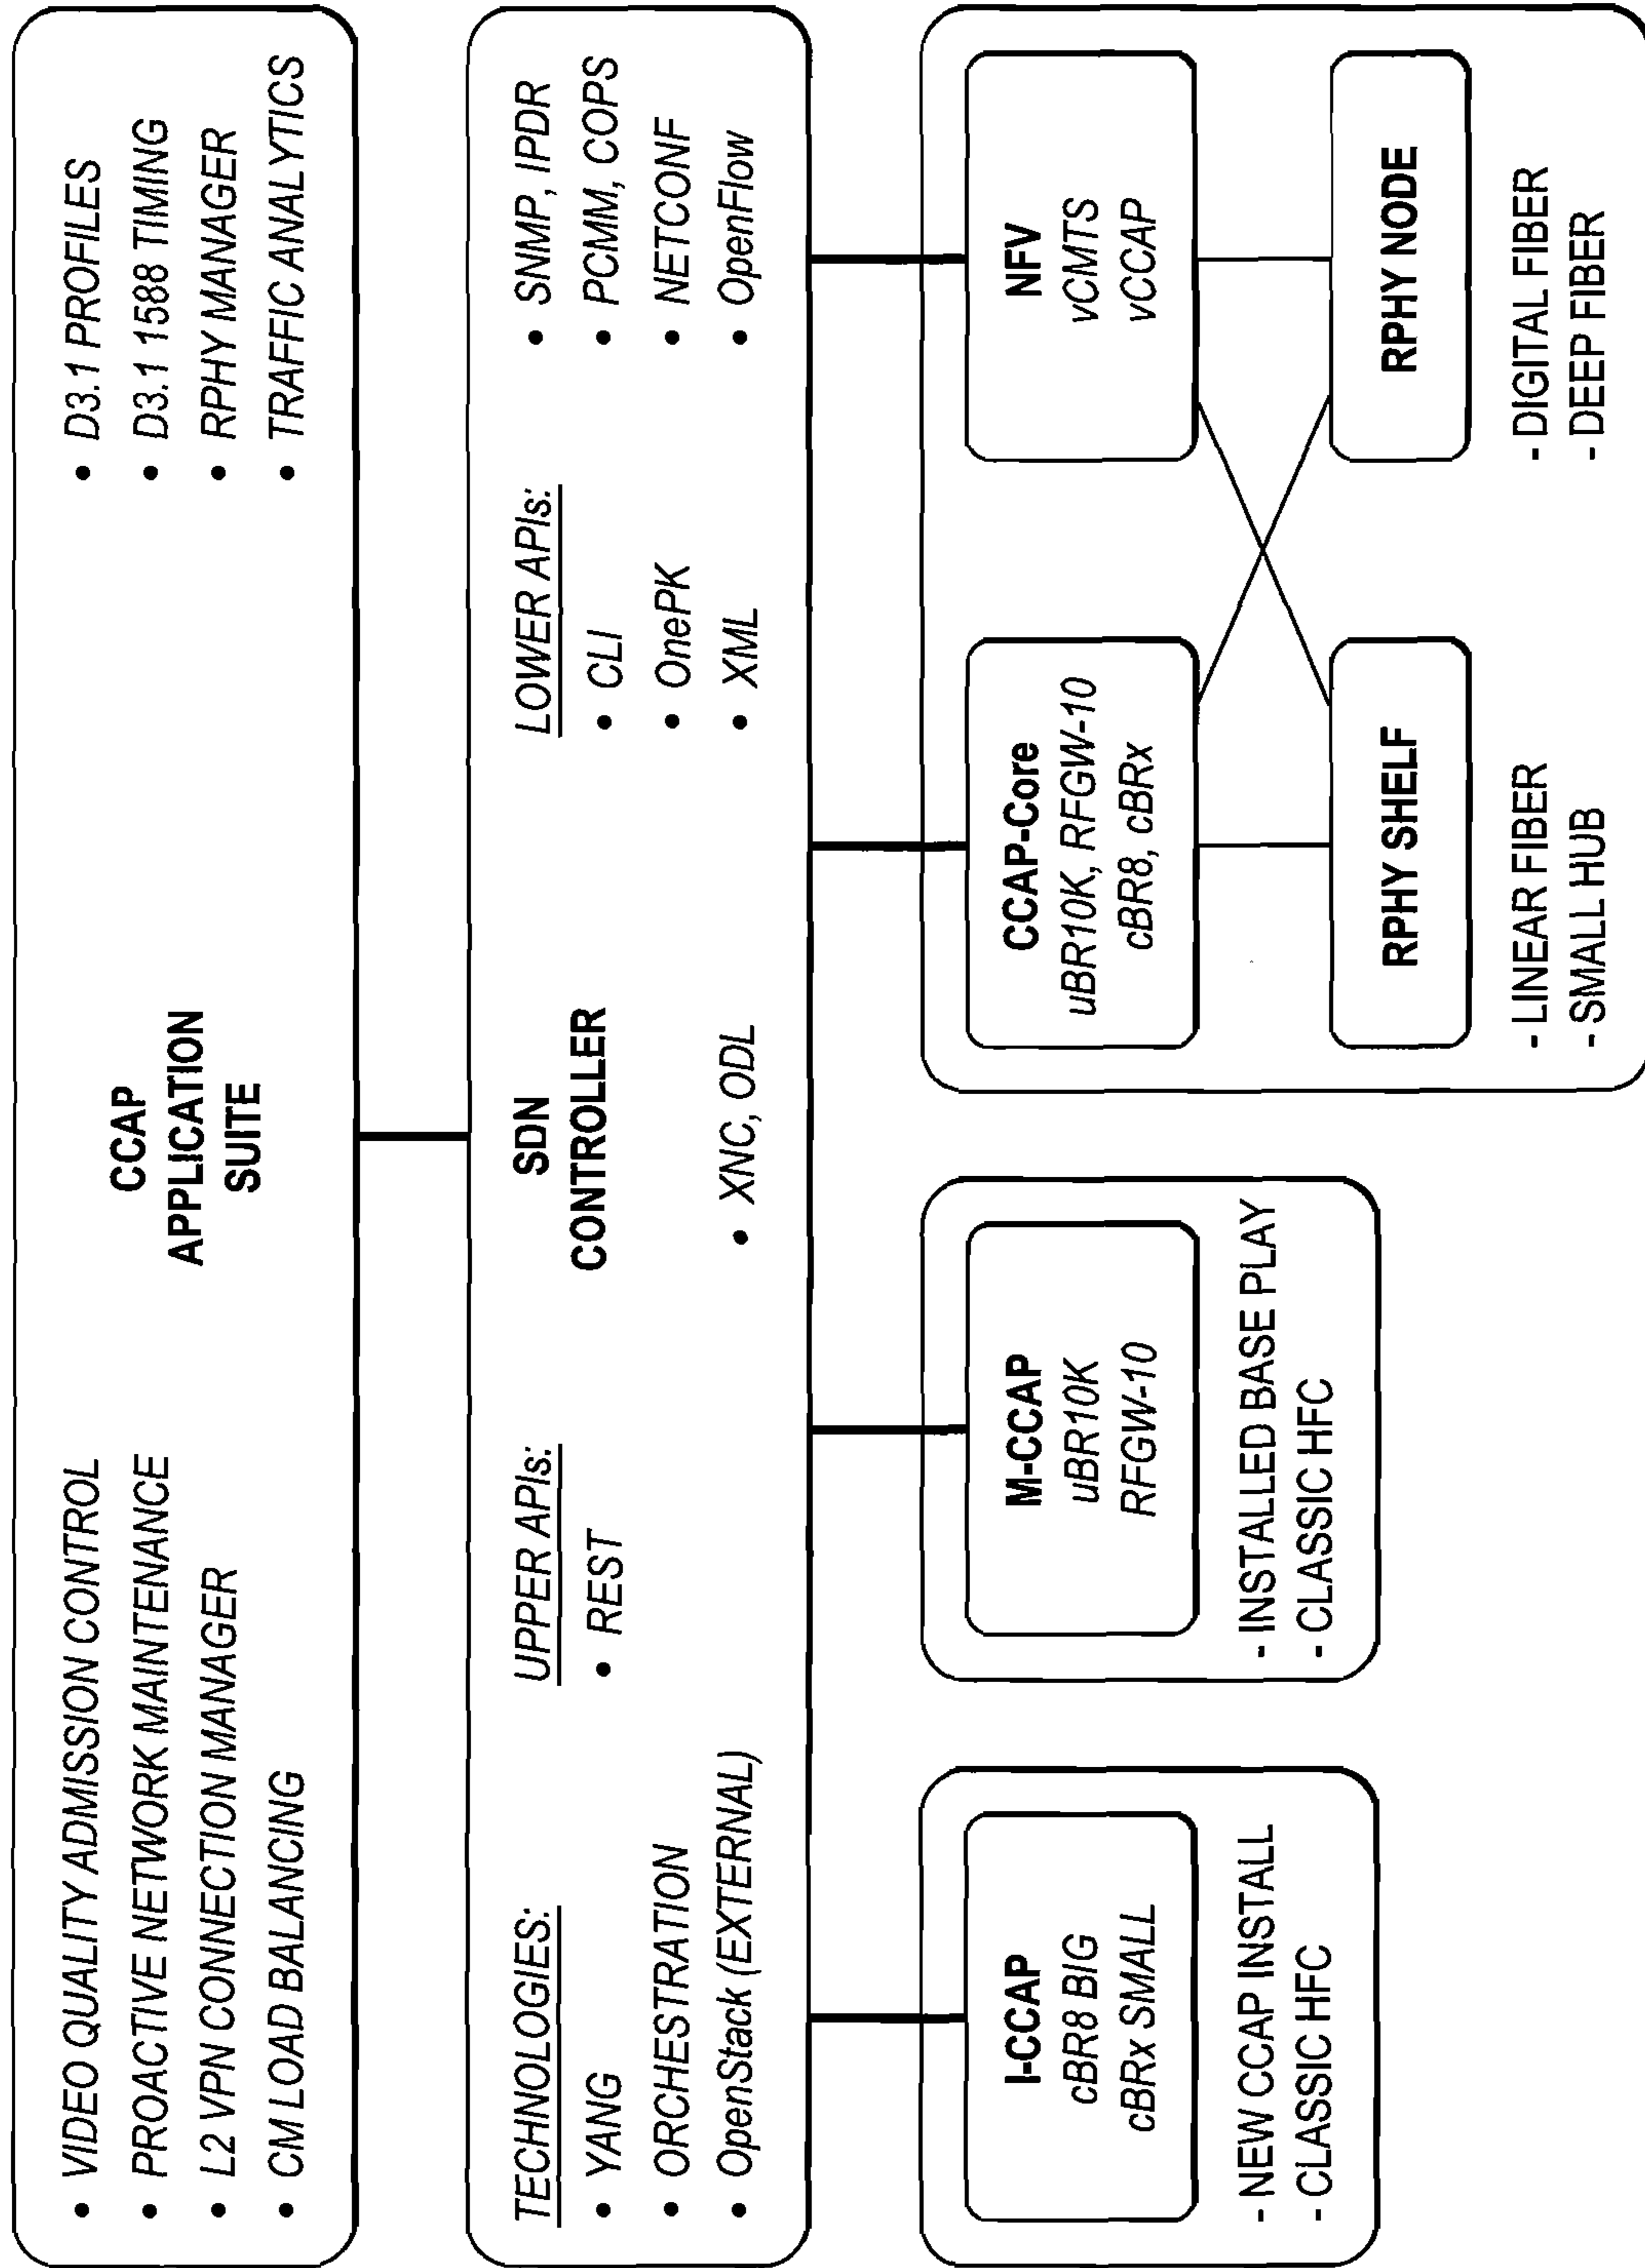 CCAP
APPLICATION
SUITE
• VIDEO QUALITY ADMISSION CONTROL
• PROACTIVE NETWORK MAINTENANCE
• L2 VPN CONNECTION MANAGER
• CM LOAD BALANCING
• D3.1 PROFILES
• D3.1 1588 TIMING
• RPHY MANAGER
• TRAFFIC ANALYTICS
SDN
CONTROLLER
TECHNOLOGIES:
• YANG
• ORCHESTRATION
• OpenStack (EXTERNAL)
UPPER APIs:
• REST
• XNC, ODL
LOWER APIs:
• CLI
• OnePK
• XML
• SNMP, IPDR
• PCMM, COPS
• NETCONF
• OpenFlow
I-CCAP
cBR8 BIG
cBRx SMALL
- NEW CCAP INSTALL
- CLASSIC HFC
M-CCAP
uBR10K
RFGW-10
- INSTALLED BASE PLAY
- CLASSIC HFC
CCAP-Core
uBR10K, RFGW-10
cBR8, cBRx
NFV
vCMTS
vCCAP
RPHY SHELF
- LINEAR FIBER
- SMALL HUB
RPHY NODE
- DIGITAL FIBER
- DEEP FIBER